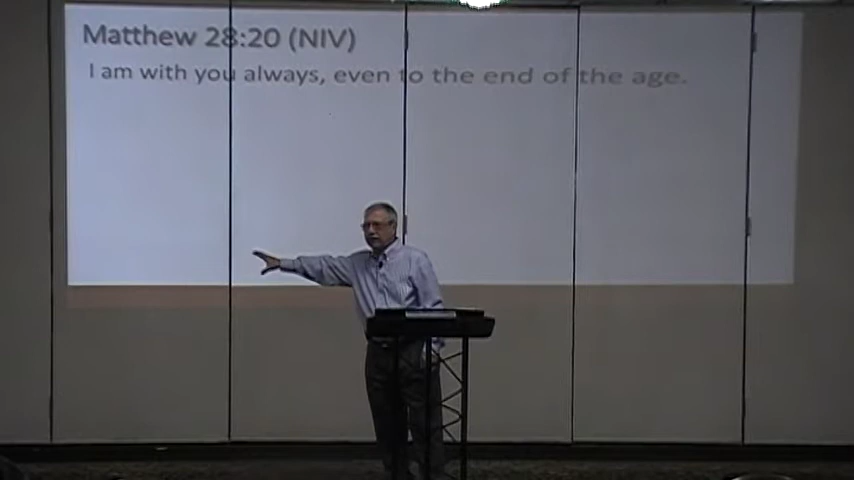 Matthew 28:20 (NIV)
I am with you always, even to the end of the age.